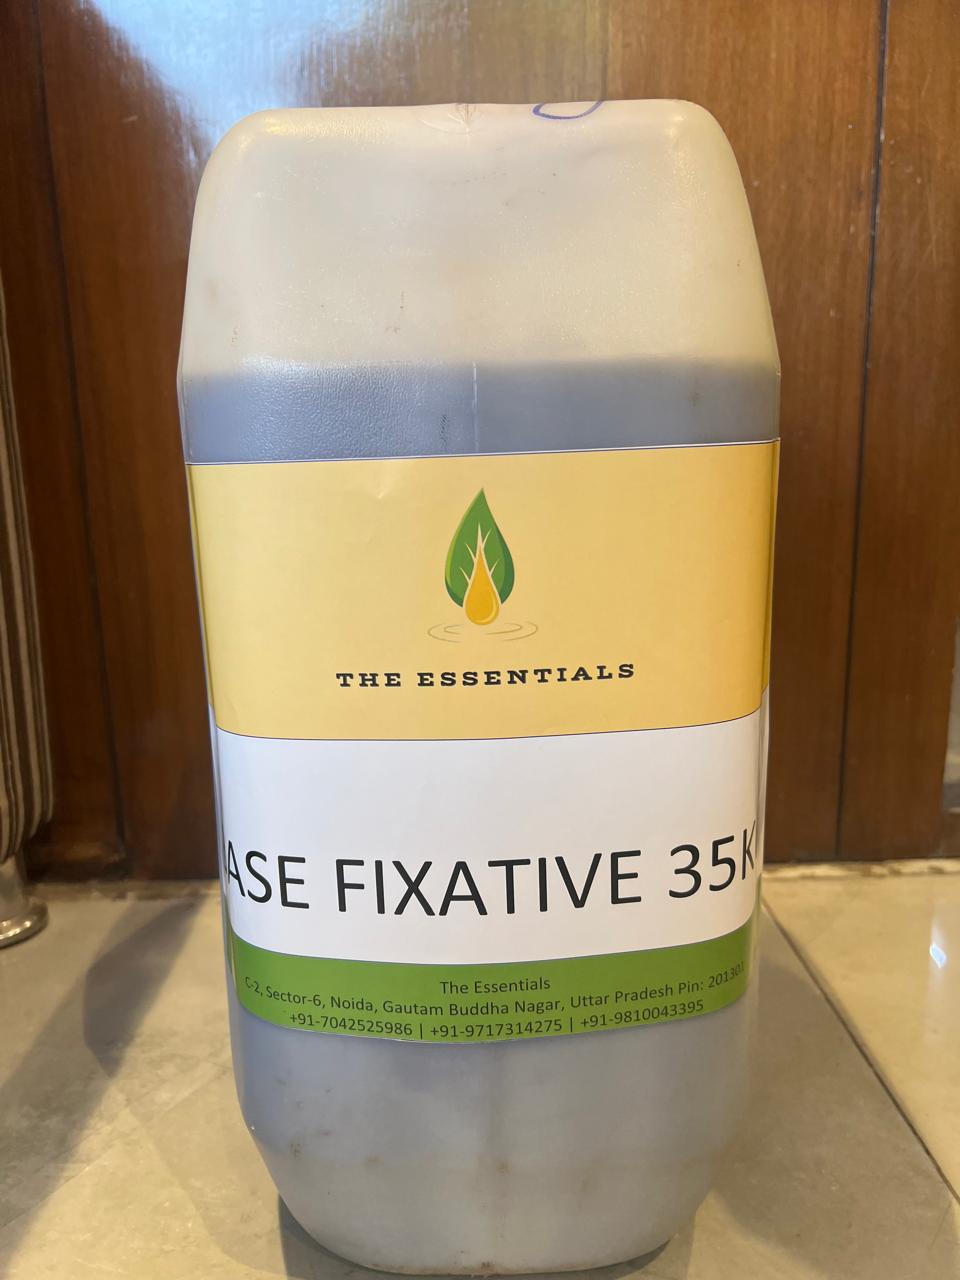 THE ESSENTIALS
ASE FIXATIVE 35K
The Essentials
C-2, Sector-6, Noida, Gautam Buddha Nagar, Uttar Pradesh Pin: 201301
+91-7042525986 | +91-9717314275 | +91-9810043395